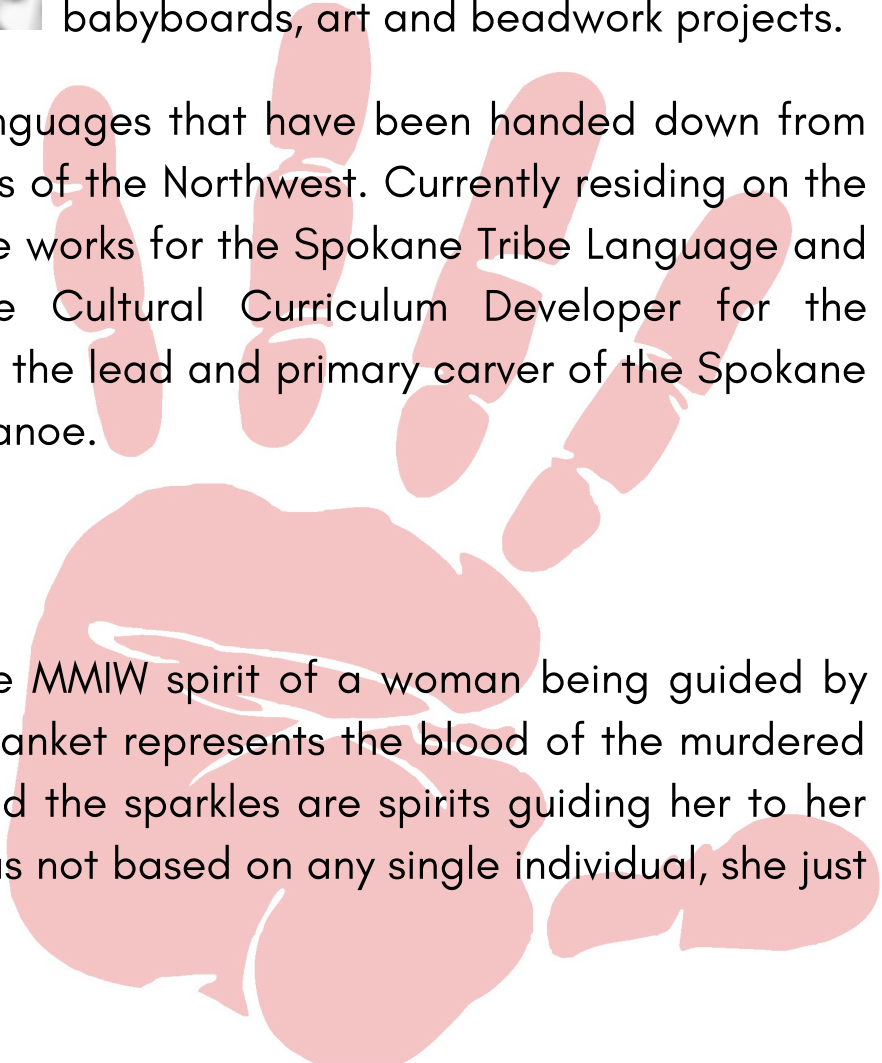 babyboards, art and beadwork projects.
nguages that have been handed down from
s of the Northwest. Currently residing on the
e works for the Spokane Tribe Language and
e Cultural Curriculum Developer for the
the lead and primary carver of the Spokane
anoe.
e MMIW spirit of a woman being guided by
anket represents the blood of the murdered
d the sparkles are spirits guiding her to her
s not based on any single individual, she just